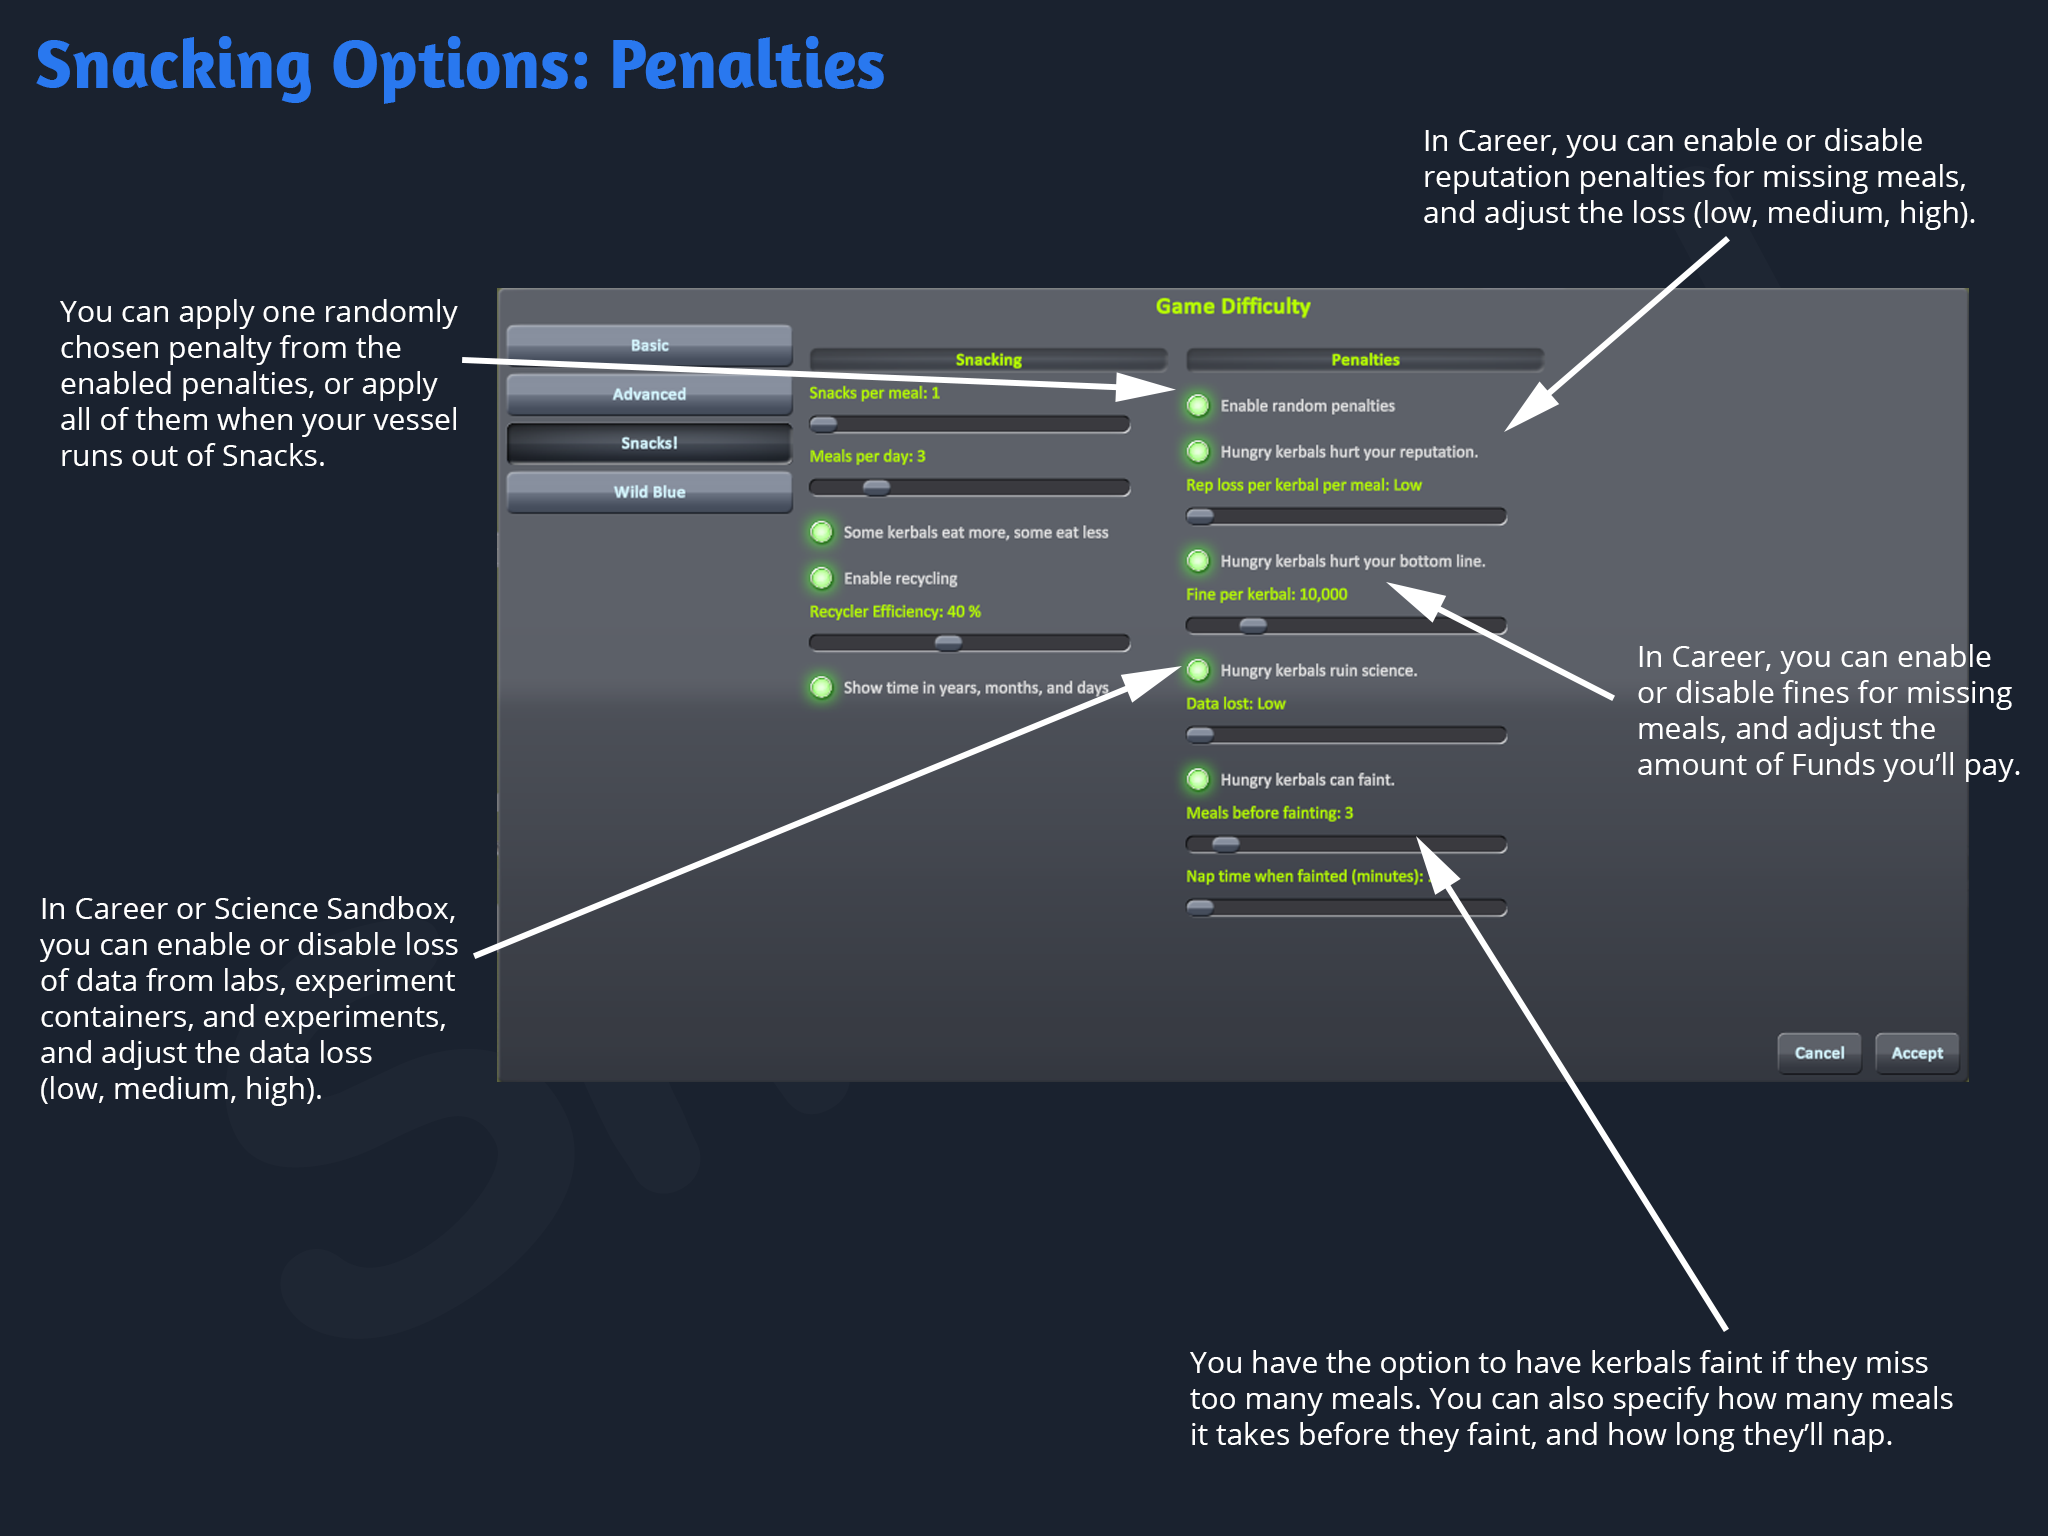 Snacking Options: Penalties
In Career, you can enable or disable
reputation penalties for missing meals,
and adjust the loss (low, medium, high).
You can apply one randomly
chosen penalty from the
enabled penalties, or apply
all of them when your vessel
runs out of Snacks.
Game Difficulty
Basic
Advanced
Snacks!
Wild Blue
Snacking
Snacks per meal: 1
Meals per day: 3
Some kerbals eat more, some eat less
Enable recycling
Recycler Efficiency: 40 %
Show time in years, months, and days
Penalties
Enable random penalties
Hungry kerbals hurt your reputation.
Rep loss per kerbal per meal: Low
Hungry kerbals hurt your bottom line.
Fine per kerbal: 10,000
Hungry kerbals ruin science.
Data lost: Low
Hungry kerbals can faint.
Meals before fainting: 3
Nap time when fainted (minutes):
Cancel
Accept
In Career, you can enable
or disable fines for missing
meals, and adjust the
amount of Funds you’ll pay.
In Career or Science Sandbox,
you can enable or disable loss
of data from labs, experiment
containers, and experiments,
and adjust the data loss
(low, medium, high).
You have the option to have kerbals faint if they miss
too many meals. You can also specify how many meals
it takes before they faint, and how long they’ll nap.